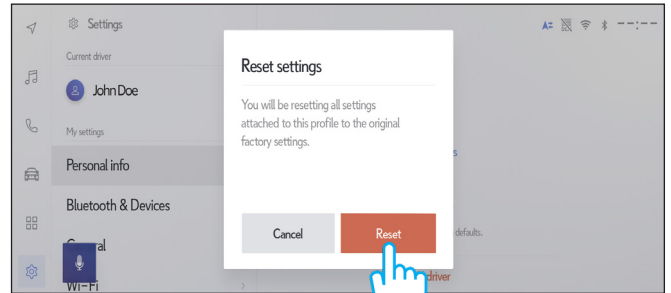 Settings
--:--
Current driver
John Doe
My settings
Personal info
Bluetooth & Devices
Wi-Fi
Reset settings
You will be resetting all settings
attached to this profile to the original
factory settings.
Cancel
Reset
defaults.
driver